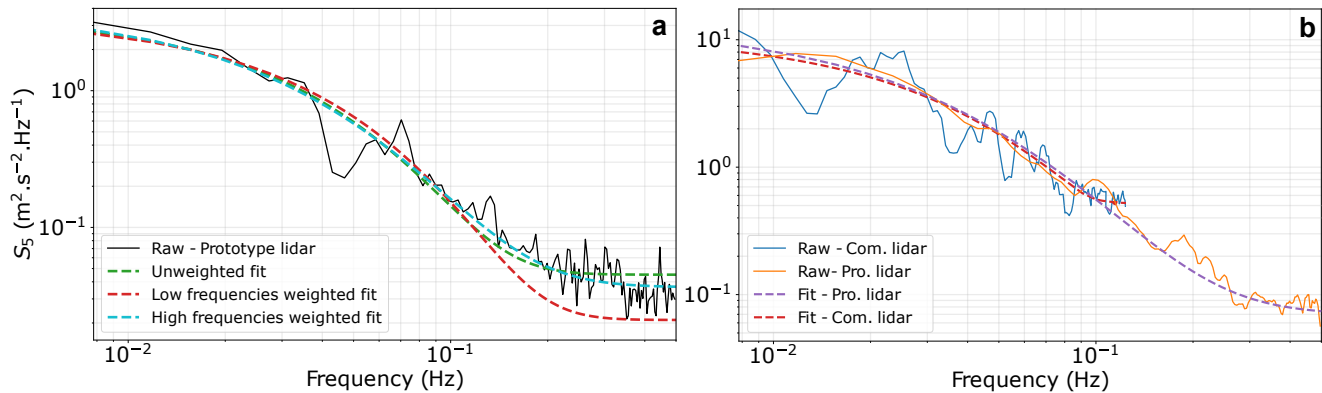 a
10⁰
10⁻¹
S₅ (m².s⁻².Hz⁻¹)
Raw - Prototype lidar
Unweighted fit
Low frequencies weighted fit
High frequencies weighted fit
10⁻² 10⁻¹
Frequency (Hz)
b
10¹
10⁰
10⁻¹
Raw - Com. lidar
Raw- Pro. lidar
Fit - Pro. lidar
Fit - Com. lidar
10⁻² 10⁻¹
Frequency (Hz)